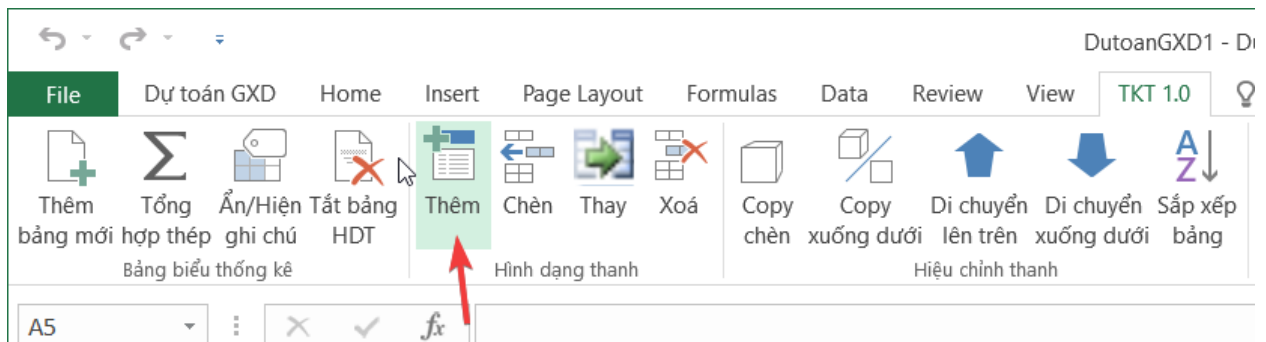 DutoanGXD1 - D
File Dự toán GXD Home Insert Page Layout Formulas Data Review View TKT 1.0
Thêm Tổng Ẩn/Hiện Tắt bảng Thêm Chèn Thay Xoá Copy Copy Di chuyển Di chuyển Sắp xếp
bảng mới hợp thép ghi chú HDT chèn xuống dưới lên trên xuống dưới bảng
Bảng biểu thống kê Hình dạng thanh Hiệu chỉnh thanh
A5 fx